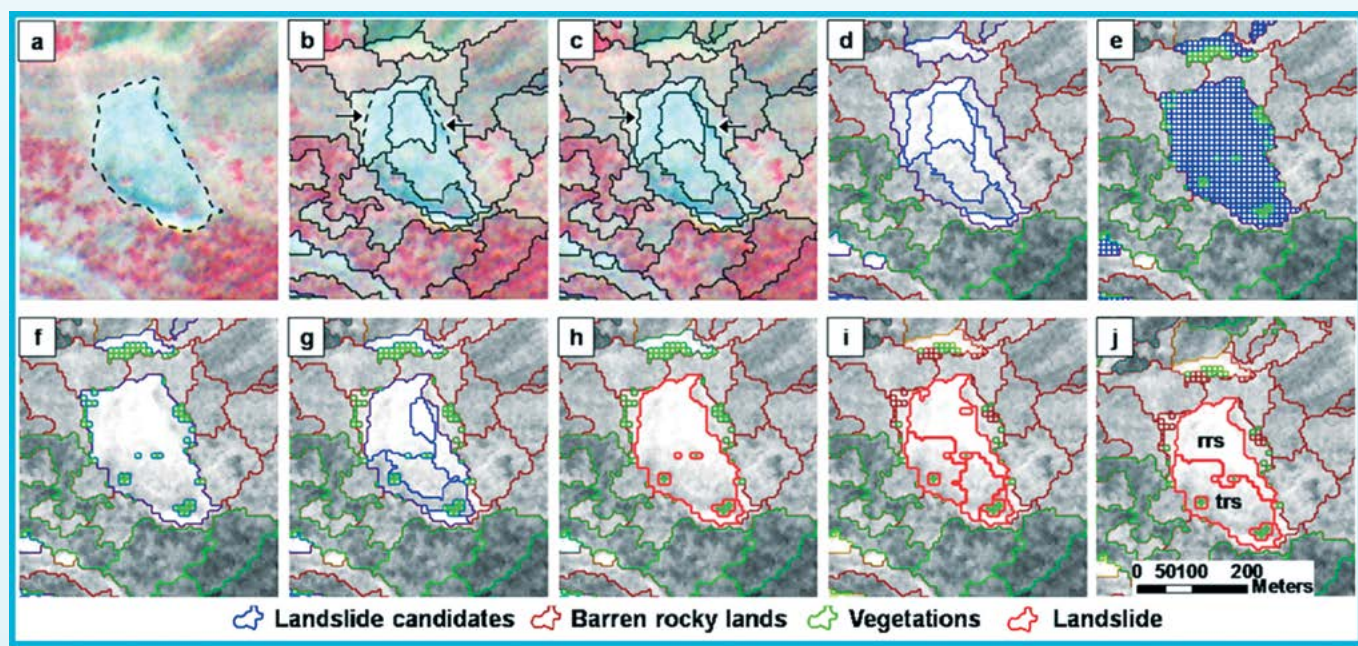 a
b
c
d
e
f
g
h
i
j
rrs
trs
0 50100 200
Meters
Landslide candidates Barren rocky lands Vegetations Landslide